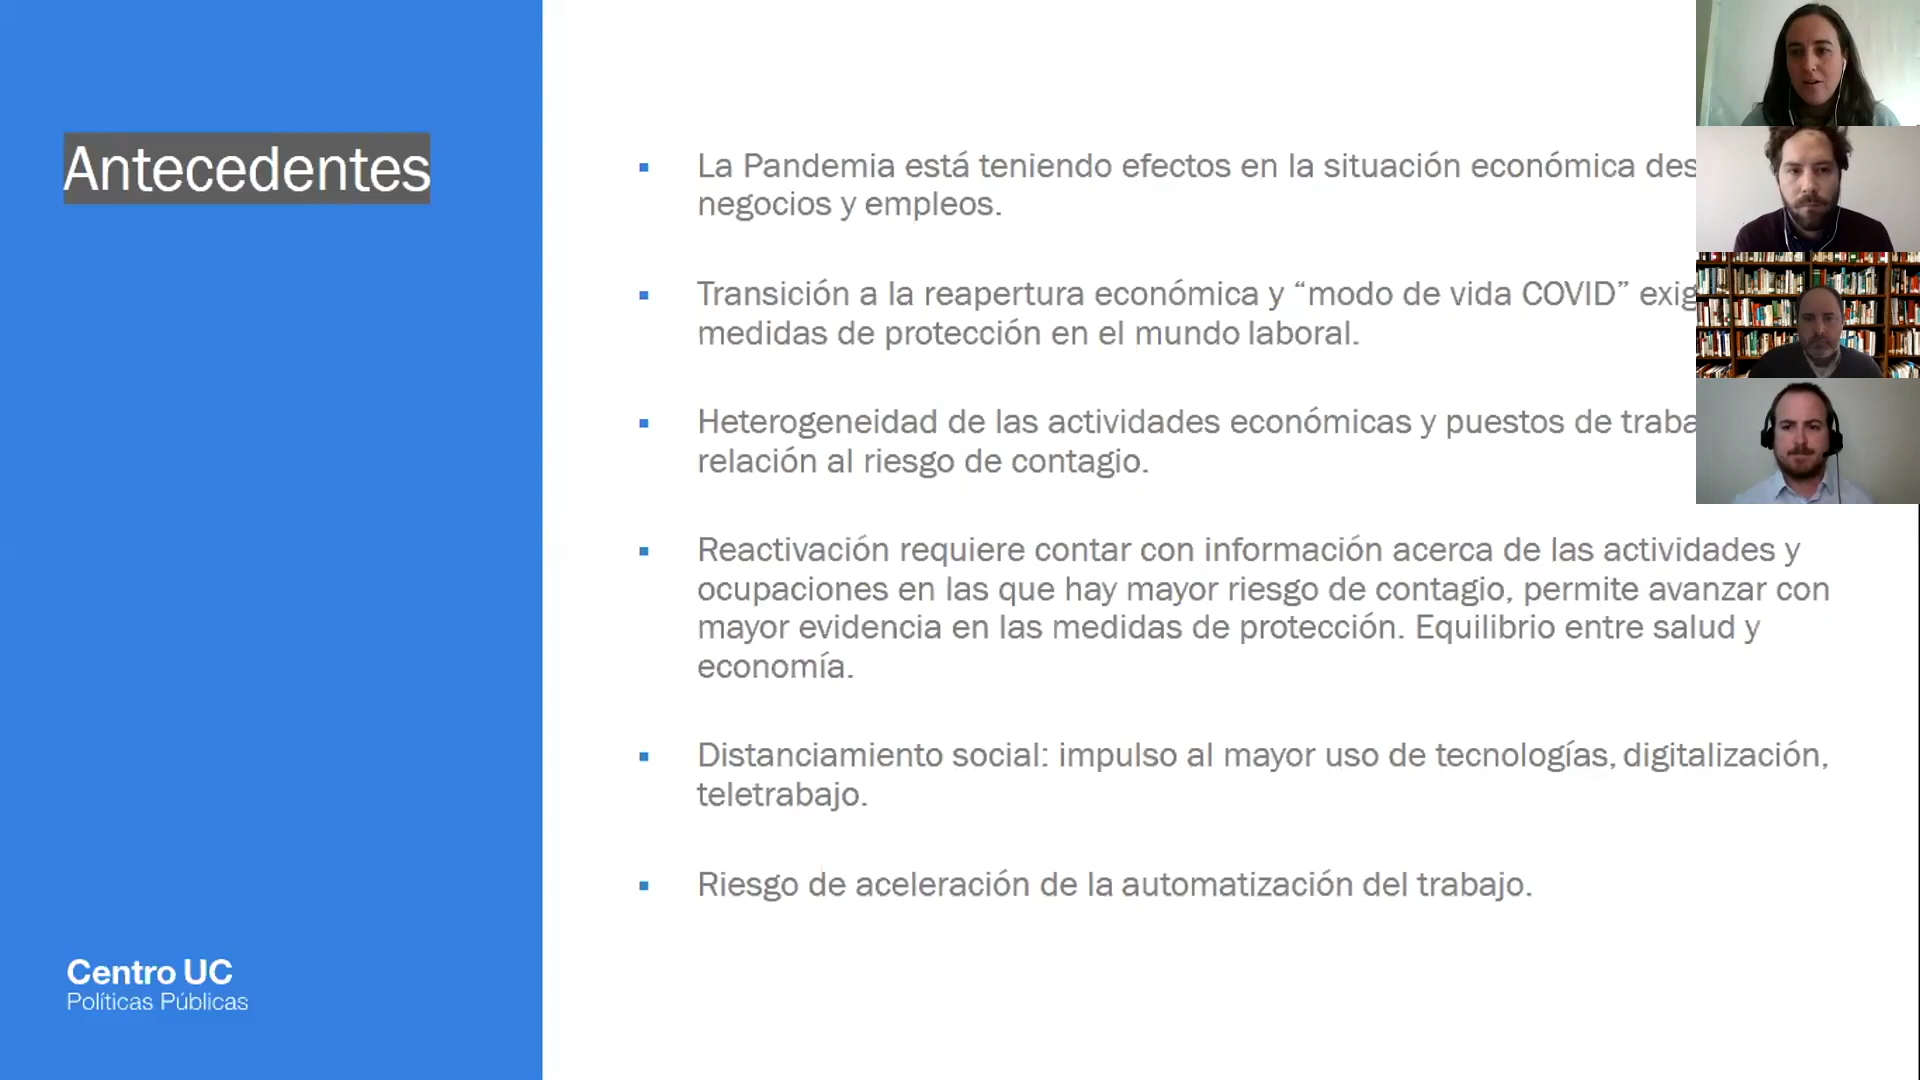 Antecedentes
La Pandemia está teniendo efectos en la situación económica des
negocios y empleos.
Transición a la reapertura económica y “modo de vida COVID” exig
medidas de protección en el mundo laboral.
Heterogeneidad de las actividades económicas y puestos de traba
relación al riesgo de contagio.
Reactivación requiere contar con información acerca de las actividades y
ocupaciones en las que hay mayor riesgo de contagio, permite avanzar con
mayor evidencia en las medidas de protección. Equilibrio entre salud y
economía.
Distanciamiento social: impulso al mayor uso de tecnologías, digitalización,
teletrabajo.
Riesgo de aceleración de la automatización del trabajo.
Centro UC
Políticas Públicas